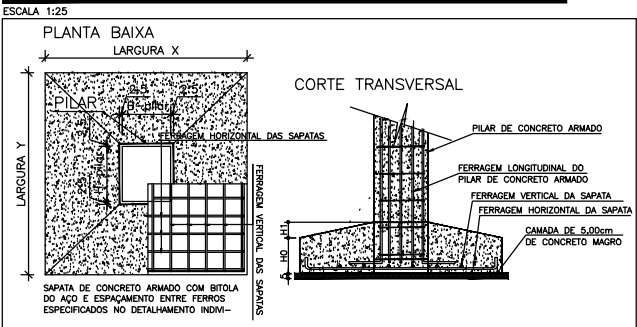 ESCALA 1:25
PLANTA BAIXA
LARGURA X
CORTE TRANSVERSAL
2.5
2.5
B-pilar
PILAR
FERRAGEM HORIZONTAL DAS SAPATAS
LARGURA Y
FERRAGEM VERTICAL DAS SAPATAS
PILAR DE CONCRETO ARMADO
FERRAGEM LONGITUDINAL DO
PILAR DE CONCRETO ARMADO
FERRAGEM VERTICAL DA SAPATA
FERRAGEM HORIZONTAL DA SAPATA
CAMADA DE 5,00cm
DE CONCRETO MAGRO
H1
H0
5
SAPATA DE CONCRETO ARMADO COM BITOLA
DO AÇO E ESPAÇAMENTO ENTRE FERROS
ESPECIFICADOS NO DETALHAMENTO INDIVI-